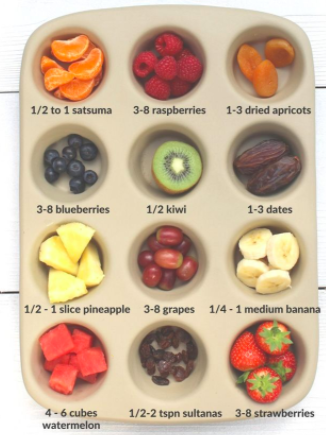 1/2 to 1 satsuma
3-8 raspberries
1-3 dried apricots
3-8 blueberries
1/2 kiwi
1-3 dates
1/2 - 1 slice pineapple
3-8 grapes
1/4 - 1 medium banana
4 - 6 cubes
watermelon
1/2-2 tspn sultanas
3-8 strawberries